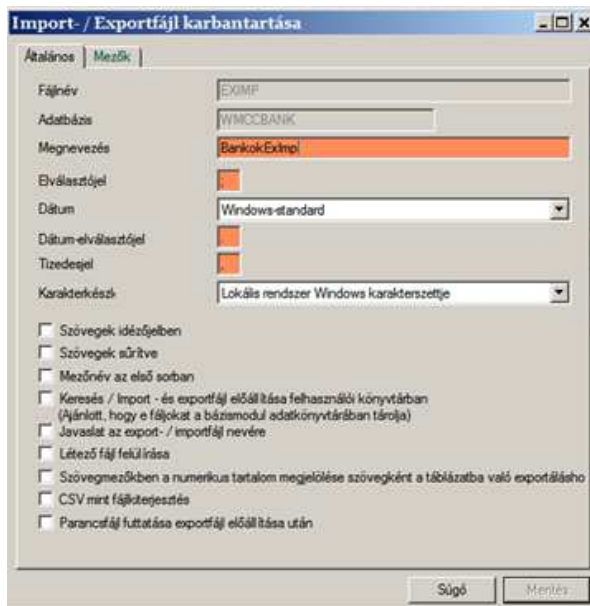 Import- / Exportfájl karbantartása
Általános Mezők
Fájlnév EXIMP
Adatbázis WMCCBANK
Megnevezés BankokExImp
Elválasztójel ;
Dátum Windows-standard
Dátum-elválasztójel .
Tizedesjel
Karakterkészl Lokális rendszer Windows karakterszettje
Szövegek idézőjelben
Szövegek sűrítve
Mezőnév az első sorban
Keresés / Import - és exportfájl előállítása felhasználói könyvtárban
(Ajánlott, hogy e fáljokat a bázismodul adatkönyvtárában tárolja)
Javaslat az export- / importfájl nevére
Létező fájl felülírása
Szövegmezőkben a numerikus tartalom megjelölése szövegként a táblázatba való exportálásho
CSV mint fájlkiterjesztés
Parancsfájl futtatása exportfájl előállítása után
Súgó Mentés